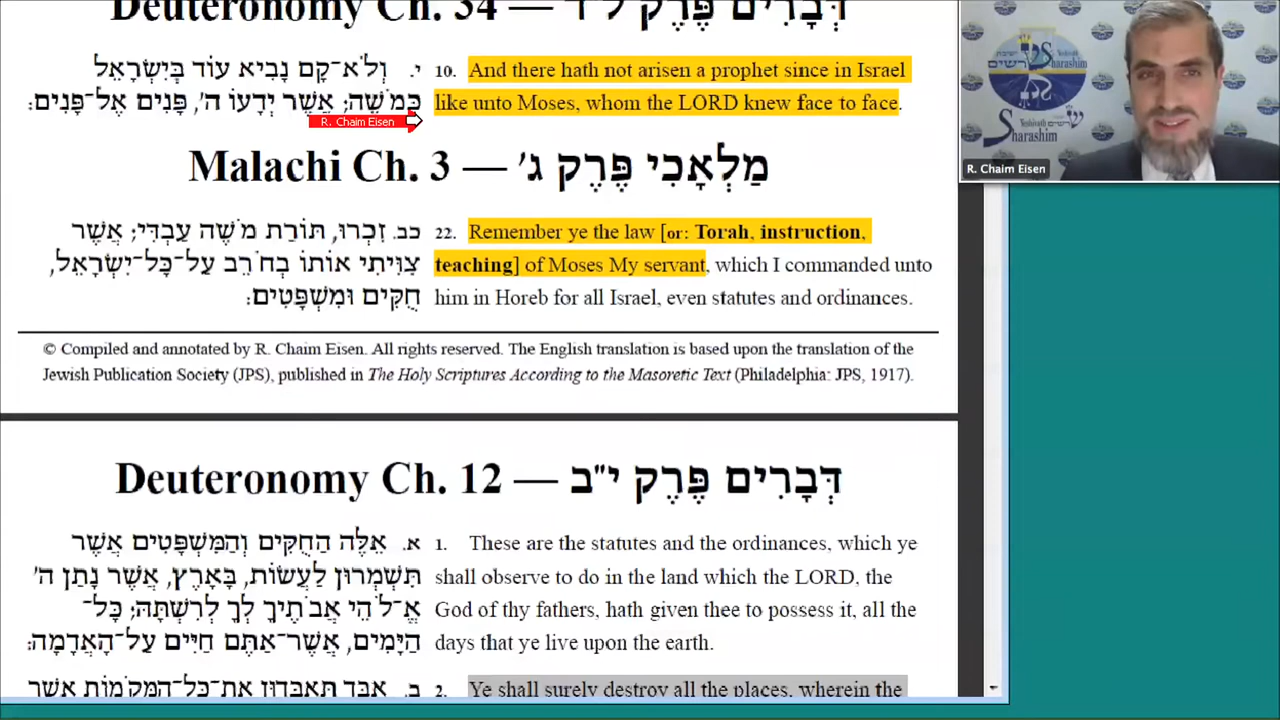 Deuteronomy Ch. 34 — דְּבָרִים פֶּרֶק ל״ד
י. וְלֹא־קָם נָבִיא עוֹד בְּיִשְׂרָאֵל
כְּמֹשֶׁה; אֲשֶׁר יְדָעוֹ ה', פָּנִים אֶל־פָּנִים:
10. And there hath not arisen a prophet since in Israel
like unto Moses, whom the LORD knew face to face.
R. Chaim Eisen
Malachi Ch. 3 — מַלְאָכִי פֶּרֶק ג'
כב. זִכְרוּ, תּוֹרַת מֹשֶׁה עַבְדִּי; אֲשֶׁר
צִוִּיתִי אוֹתוֹ בְחֹרֵב עַל־כָּל־יִשְׂרָאֵל,
חֻקִּים וּמִשְׁפָּטִים:
22. Remember ye the law [or: Torah, instruction,
teaching] of Moses My servant, which I commanded unto
him in Horeb for all Israel, even statutes and ordinances.
© Compiled and annotated by R. Chaim Eisen. All rights reserved. The English translation is based upon the translation of the
Jewish Publication Society (JPS), published in The Holy Scriptures According to the Masoretic Text (Philadelphia: JPS, 1917).
Deuteronomy Ch. 12 — דְּבָרִים פֶּרֶק י״ב
א. אֵלֶּה הַחֻקִּים וְהַמִּשְׁפָּטִים אֲשֶׁר
תִּשְׁמְרוּן לַעֲשׂוֹת, בָּאָרֶץ, אֲשֶׁר נָתַן ה'
אֱ־לֹהֵי אֲבֹתֶיךָ לְךָ לְרִשְׁתָּהּ; כָּל־
הַיָּמִים, אֲשֶׁר־אַתֶּם חַיִּים עַל־הָאֲדָמָה:
1. These are the statutes and the ordinances, which ye
shall observe to do in the land which the LORD, the
God of thy fathers, hath given thee to possess it, all the
days that ye live upon the earth.
ב. אַבֵּד תְּאַבְּדוּן אֶת־כָּל־הַמְּקֹמוֹת אֲשֶׁר
2. Ye shall surely destroy all the places, wherein the
Sharashim
R. Chaim Eisen